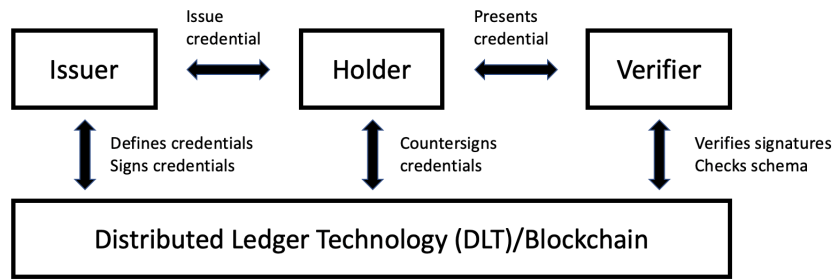 Issue
credential
Presents
credential
Issuer
Holder
Verifier
Defines credentials
Signs credentials
Countersigns
credentials
Verifies signatures
Checks schema
Distributed Ledger Technology (DLT)/Blockchain